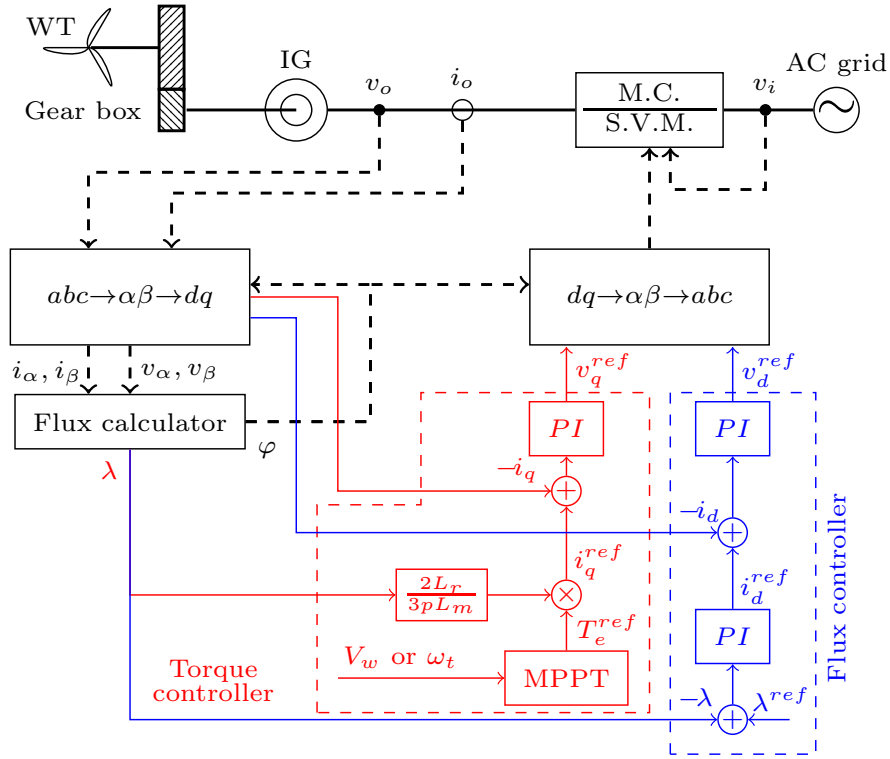 WT
IG
AC grid
v_o
i_o
M.C.
v_i
S.V.M.
Gear box
abc→αβ→dq
dq→αβ→abc
i_α, i_β
v_α, v_β
v_q^{ref}
v_d^{ref}
Flux calculator
φ
PI
PI
λ
−i_q
−i_d
i_q^{ref}
i_d^{ref}
2L_r
3pL_m
×
T_e^{ref}
PI
Flux controller
V_w or ω_t
MPPT
Torque
controller
−λ
λ^{ref}